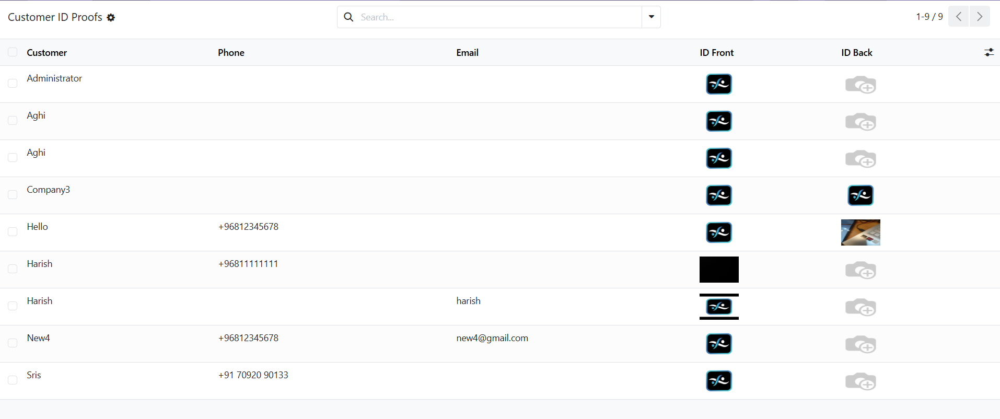 Customer ID Proofs
Search...
1-9 / 9
Customer Phone Email ID Front ID Back
Administrator
Aghi
Aghi
Company3
Hello +96812345678
Harish +96811111111
Harish harish
New4 +96812345678 new4@gmail.com
Sris +91 70920 90133